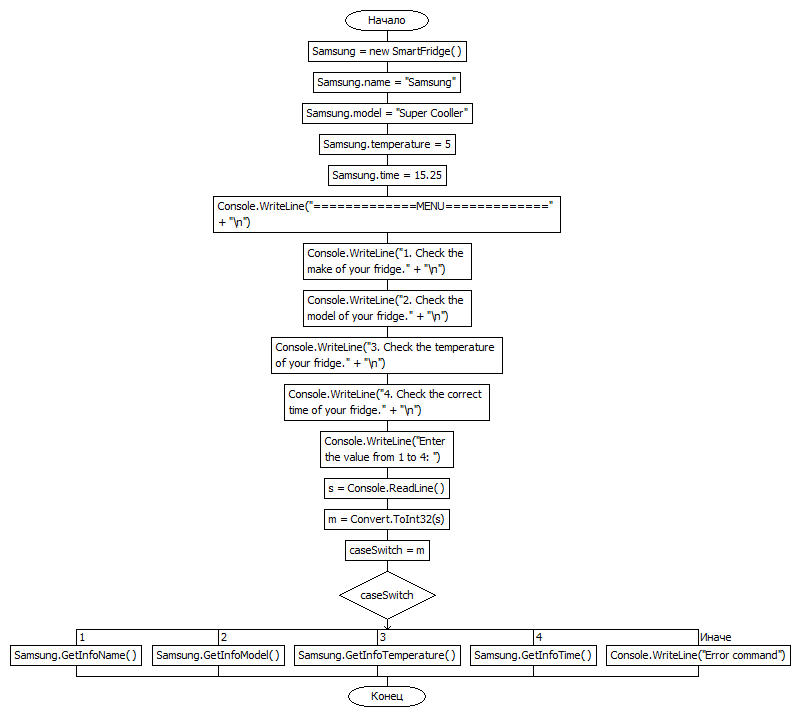 Начало
Samsung = new SmartFridge( )
Samsung.name = "Samsung"
Samsung.model = "Super Cooller"
Samsung.temperature = 5
Samsung.time = 15.25
Console.WriteLine("=============MENU============="
+ "\n")
Console.WriteLine("1. Check the
make of your fridge." + "\n")
Console.WriteLine("2. Check the
model of your fridge." + "\n")
Console.WriteLine("3. Check the temperature
of your fridge." + "\n")
Console.WriteLine("4. Check the correct
time of your fridge." + "\n")
Console.WriteLine("Enter
the value from 1 to 4: ")
s = Console.ReadLine( )
m = Convert.ToInt32(s)
caseSwitch = m
caseSwitch
1
2
3
4
Иначе
Samsung.GetInfoName( )
Samsung.GetInfoModel( )
Samsung.GetInfoTemperature( )
Samsung.GetInfoTime( )
Console.WriteLine("Error command")
Конец